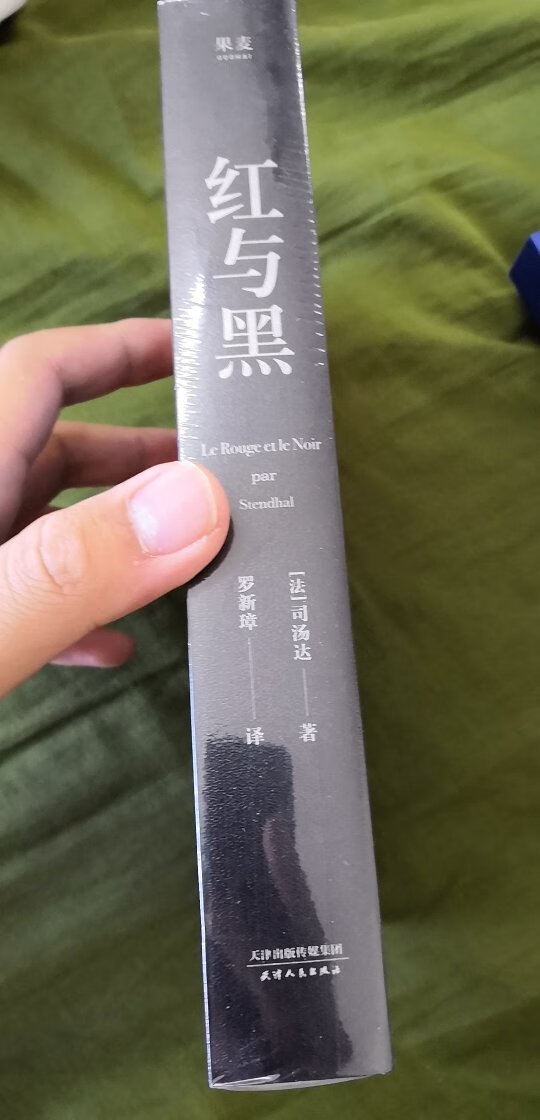 果麦
红与黑
Le Rouge et le Noir
par
Stendhal
[法]司汤达——著
罗新璋——译
天津出版传媒集团
天津人民出版社